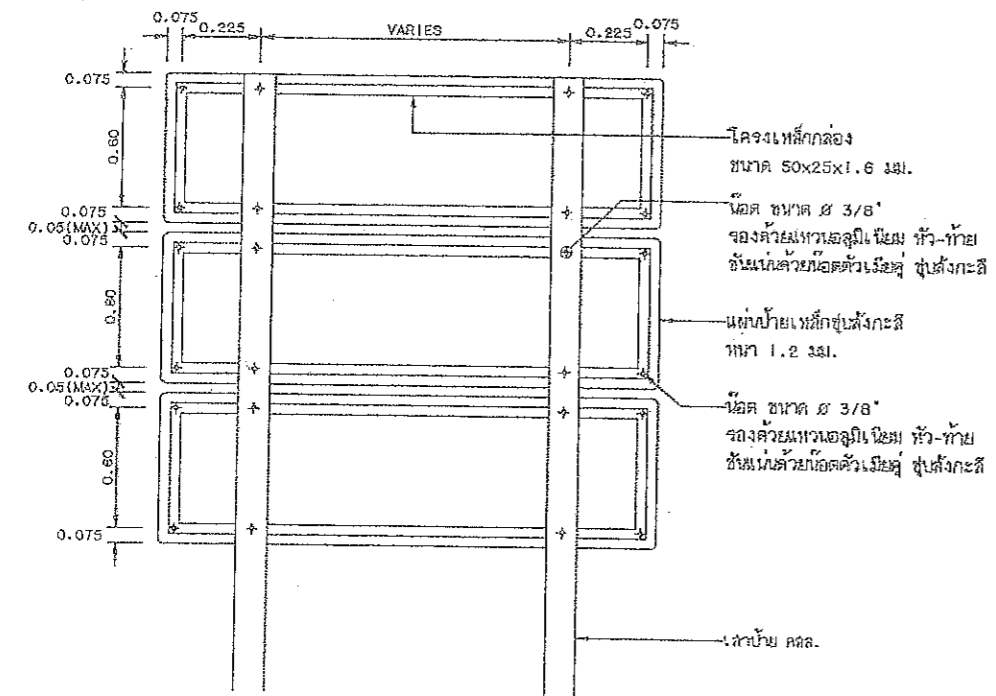 0.075
0.225
VARIES
0.225
0.075
0.075
0.60
0.075
0.05(MAX)
0.075
0.60
0.075
0.05(MAX)
0.075
0.60
0.075
โครงเหล็กกล่อง
ขนาด 50x25x1.6 มม.
น๊อต ขนาด ø 3/8"
รองด้วยแหวนอลูมิเนียม หัว-ท้าย
ขันแน่นด้วยน๊อตตัวเมียคู่ ชุบสังกะสี
แผ่นป้ายเหล็กชุบสังกะสี
หนา 1.2 มม.
น๊อต ขนาด ø 3/8"
รองด้วยแหวนอลูมิเนียม หัว-ท้าย
ขันแน่นด้วยน๊อตตัวเมียคู่ ชุบสังกะสี
เสาป้าย คสล.